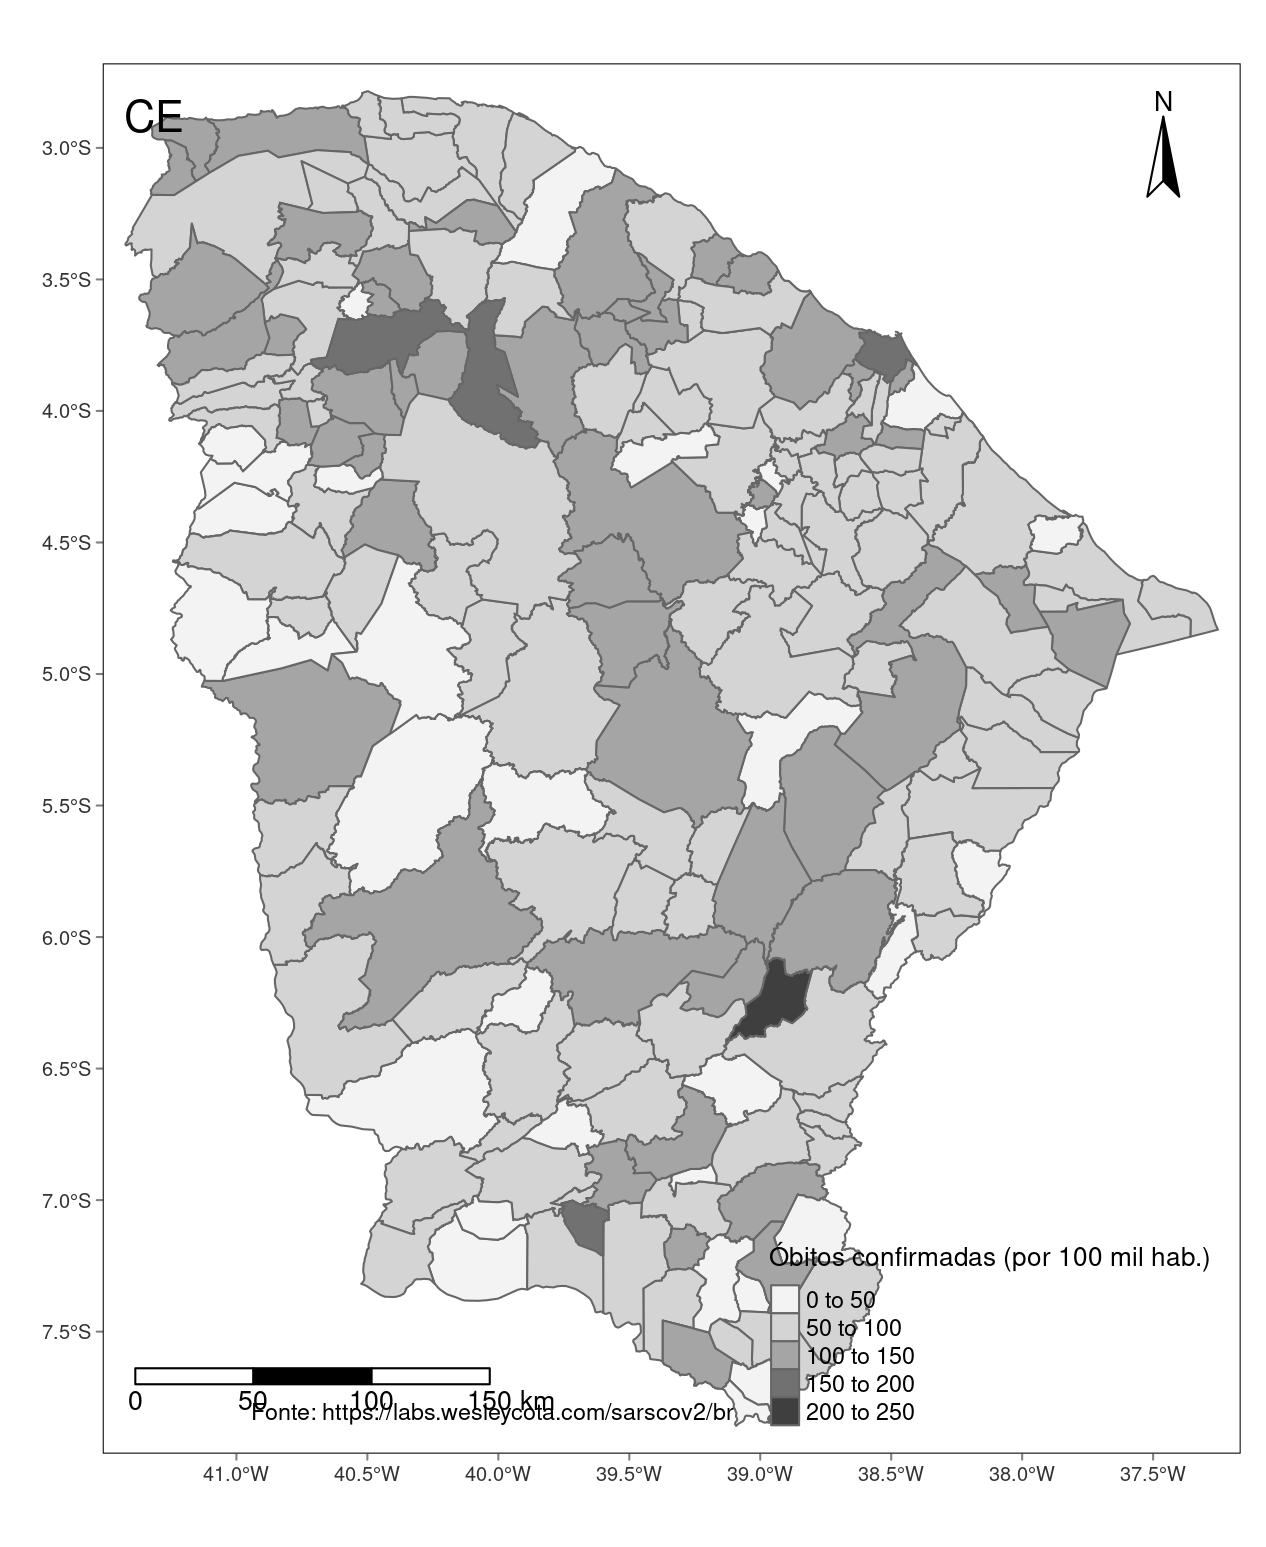 CE
N
3.0°S
3.5°S
4.0°S
4.5°S
5.0°S
5.5°S
6.0°S
6.5°S
7.0°S
7.5°S
Óbitos confirmadas (por 100 mil hab.)
0 to 50
50 to 100
100 to 150
150 to 200
200 to 250
0 50 100 150 km
Fonte: https://labs.wesleycota.com/sarscov2/br
41.0°W 40.5°W 40.0°W 39.5°W 39.0°W 38.5°W 38.0°W 37.5°W